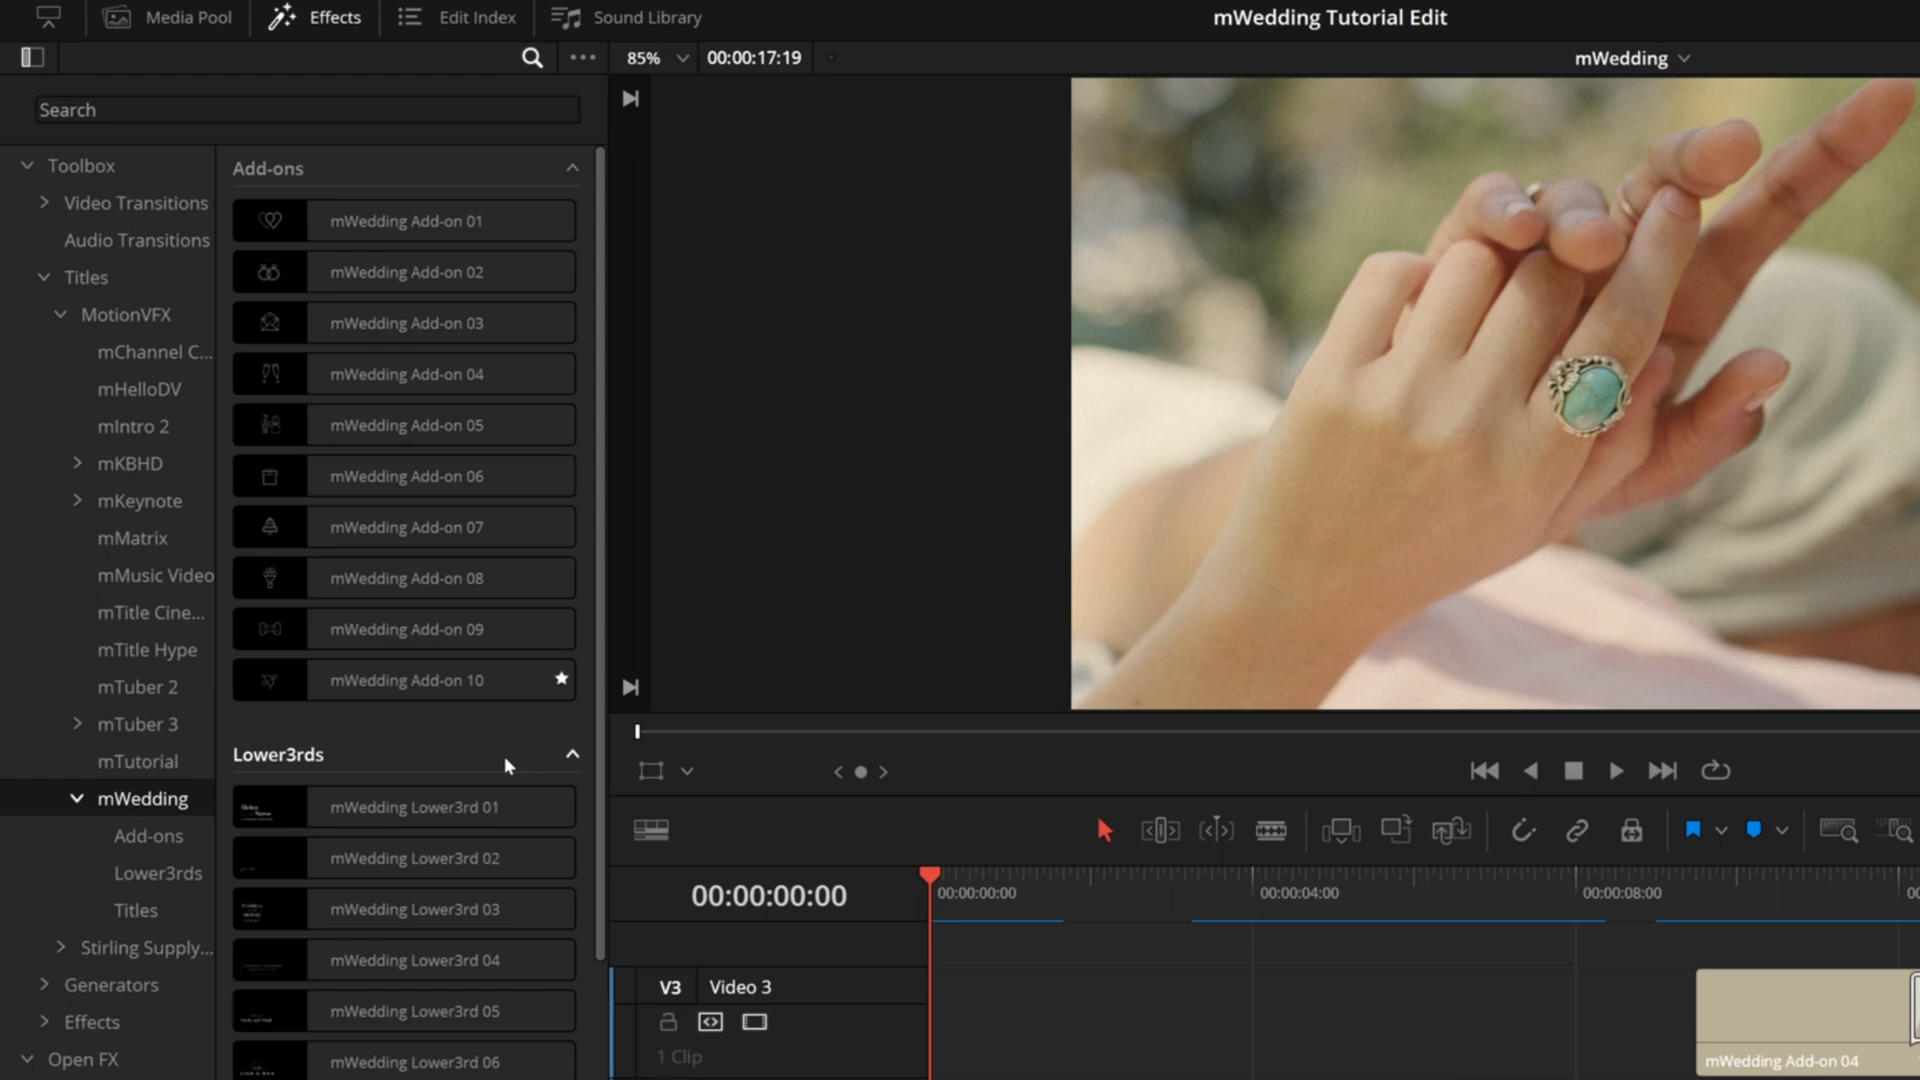 Media Pool
Effects
Edit Index
Sound Library
mWedding Tutorial Edit
85%
00:00:17:19
mWedding
Search
Toolbox
Video Transitions
Audio Transitions
Titles
MotionVFX
mChannel C...
mHelloDV
mIntro 2
mKBHD
mKeynote
mMatrix
mMusic Video
mTitle Cine...
mTitle Hype
mTuber 2
mTuber 3
mTutorial
mWedding
Add-ons
Lower3rds
Titles
Stirling Supply...
Generators
Effects
Open FX
Add-ons
mWedding Add-on 01
mWedding Add-on 02
mWedding Add-on 03
mWedding Add-on 04
mWedding Add-on 05
mWedding Add-on 06
mWedding Add-on 07
mWedding Add-on 08
mWedding Add-on 09
mWedding Add-on 10
Lower3rds
mWedding Lower3rd 01
mWedding Lower3rd 02
mWedding Lower3rd 03
mWedding Lower3rd 04
mWedding Lower3rd 05
mWedding Lower3rd 06
00:00:00:00
00:00:00:00
00:00:04:00
00:00:08:00
00
V3
Video 3
1 Clip
mWedding Add-on 04